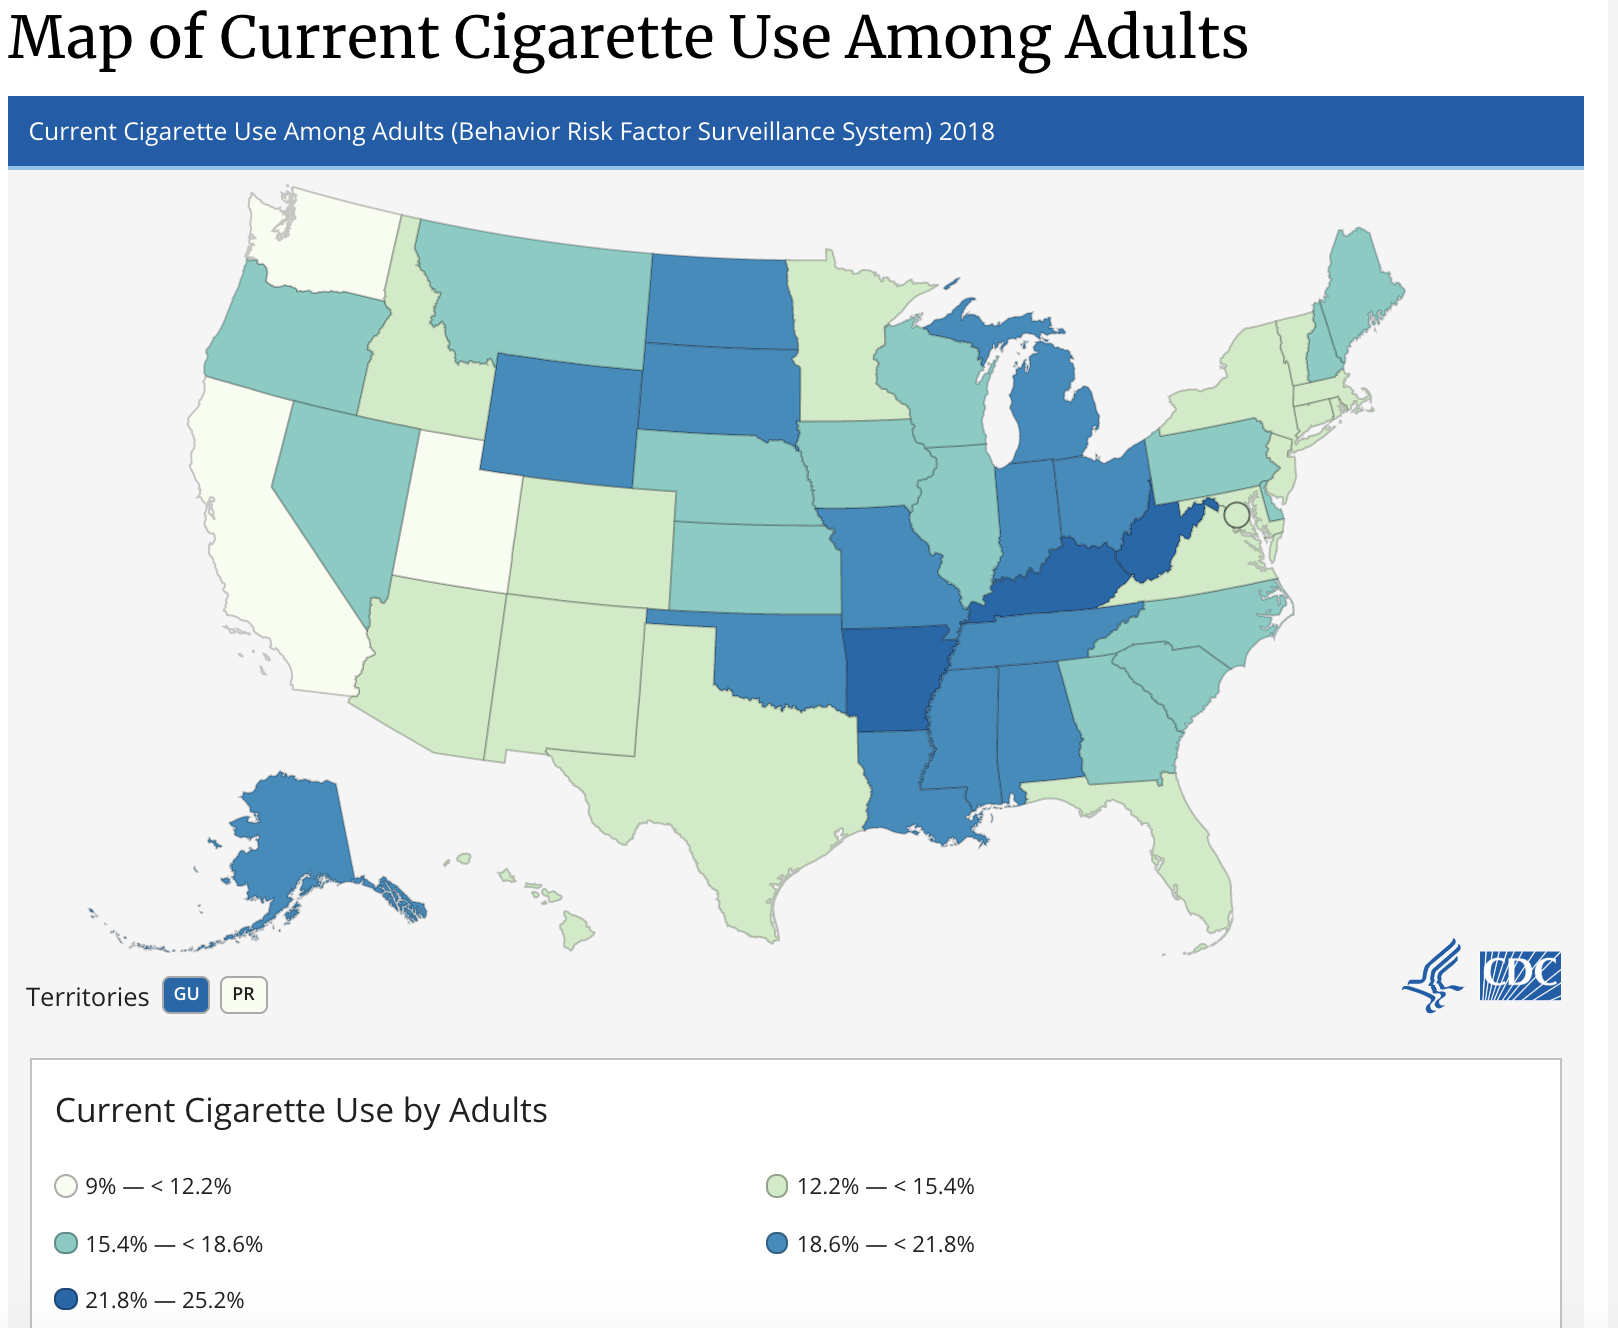 Map of Current Cigarette Use Among Adults
Current Cigarette Use Among Adults (Behavior Risk Factor Surveillance System) 2018
Territories GU PR
CDC
Current Cigarette Use by Adults
9% — < 12.2%
12.2% — < 15.4%
15.4% — < 18.6%
18.6% — < 21.8%
21.8% — 25.2%